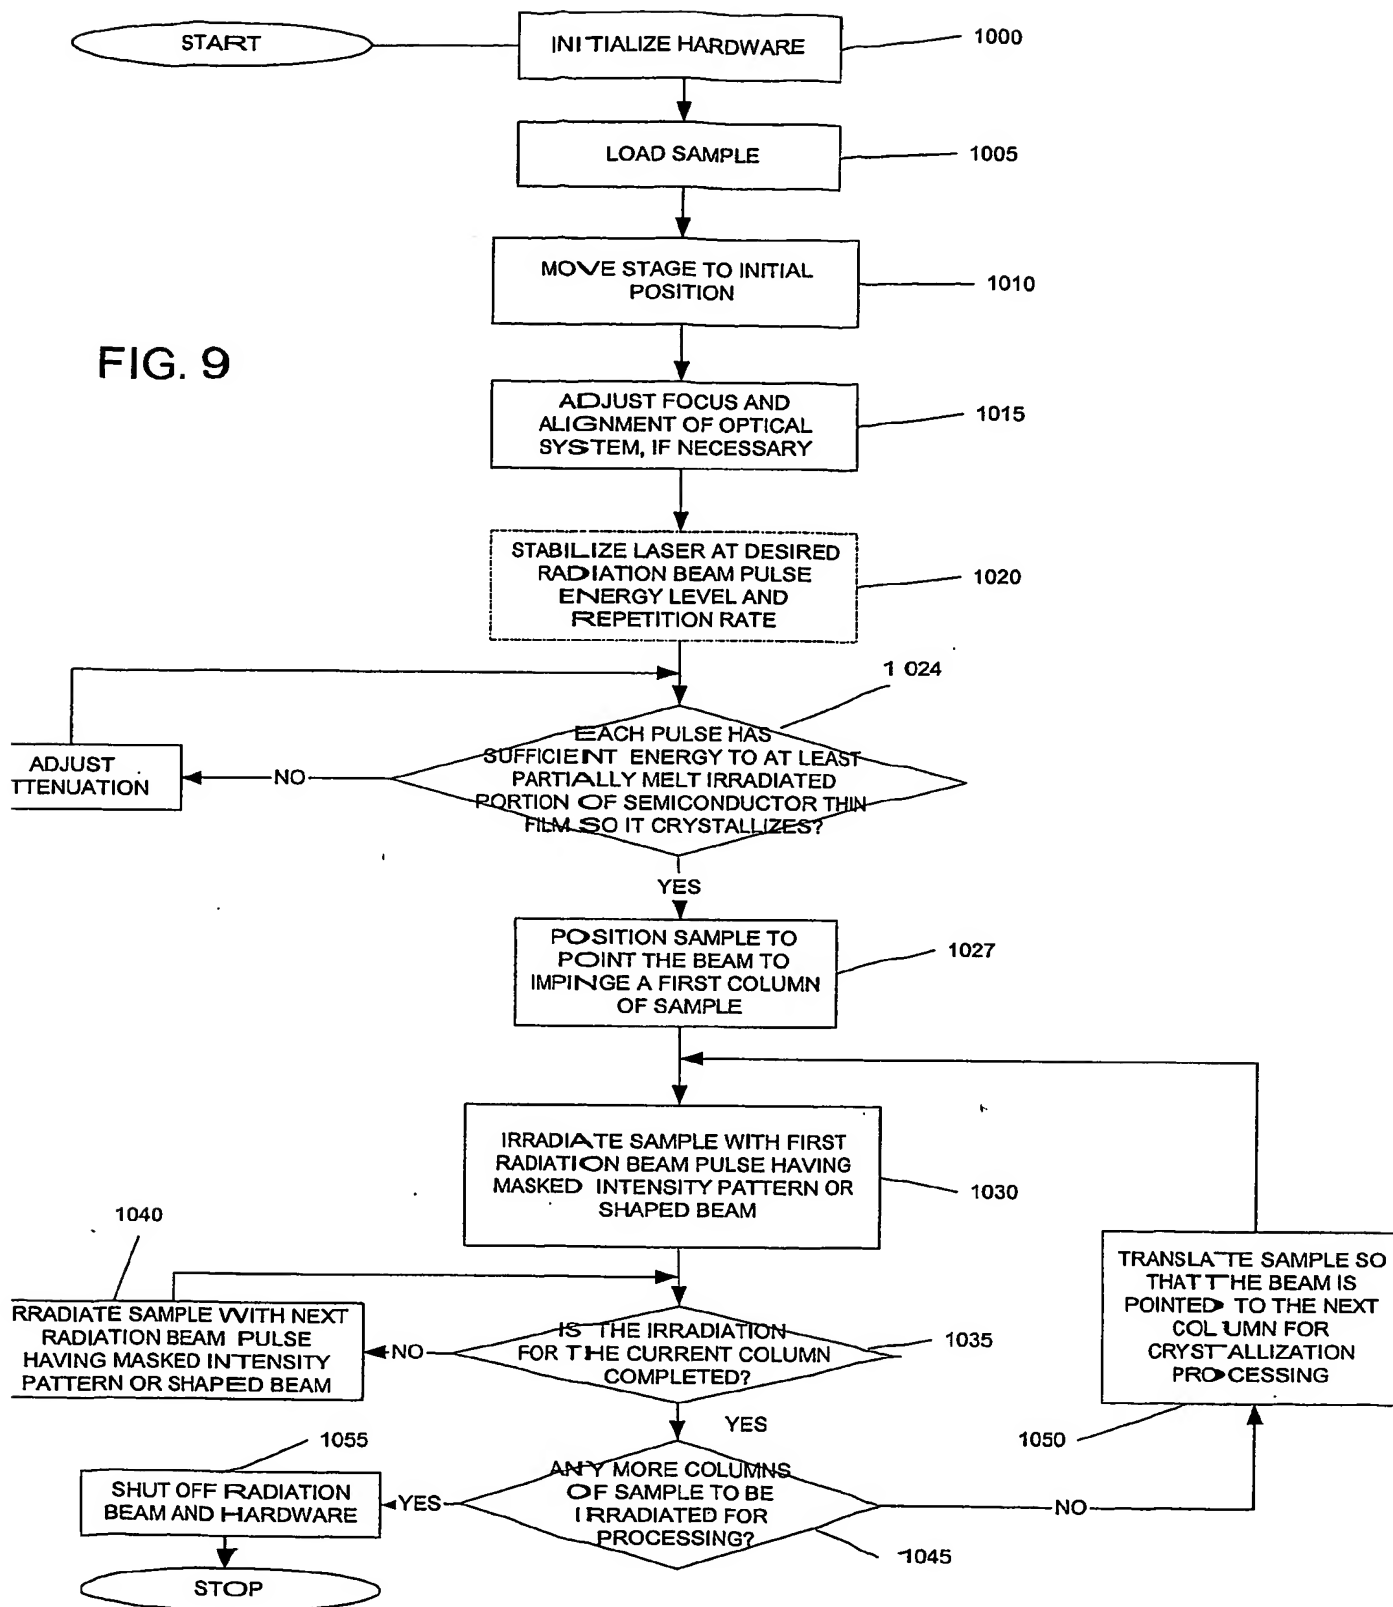 START
INITIALIZE HARDWARE
1000
LOAD SAMPLE
1005
MOVE STAGE TO INITIAL
POSITION
1010
FIG. 9
ADJUST FOCUS AND
ALIGNMENT OF OPTICAL
SYSTEM, IF NECESSARY
1015
STABILIZE LASER AT DESIRED
RADIATION BEAM PULSE
ENERGY LEVEL AND
REPETITION RATE
1020
1 024
EACH PULSE HAS
SUFFICIENT ENERGY TO AT LEAST
PARTIALLY MELT IRRADIATED
PORTION OF SEMICONDUCTOR THIN
FILM SO IT CRYSTALLIZES?
NO
ADJUST
TTENUATION
YES
POSITION SAMPLE TO
POINT THE BEAM TO
IMPINGE A FIRST COLUMN
OF SAMPLE
1027
IRRADIATE SAMPLE WITH FIRST
RADIATION BEAM PULSE HAVING
MASKED INTENSITY PATTERN OR
SHAPED BEAM
1030
1040
RRADIATE SAMPLE WITH NEXT
RADIATION BEAM PULSE
HAVING MASKED INTENSITY
PATTERN OR SHAPED BEAM
NO
IS THE IRRADIATION
FOR THE CURRENT COLUMN
COMPLETED?
1035
TRANSLATE SAMPLE SO
THAT THE BEAM IS
POINTED TO THE NEXT
COLUMN FOR
CRYSTALLIZATION
PROCESSING
1050
YES
1055
SHUT OFF RADIATION
BEAM AND HARDWARE
YES
ANY MORE COLUMNS
OF SAMPLE TO BE
IRRADIATED FOR
PROCESSING?
NO
1045
STOP